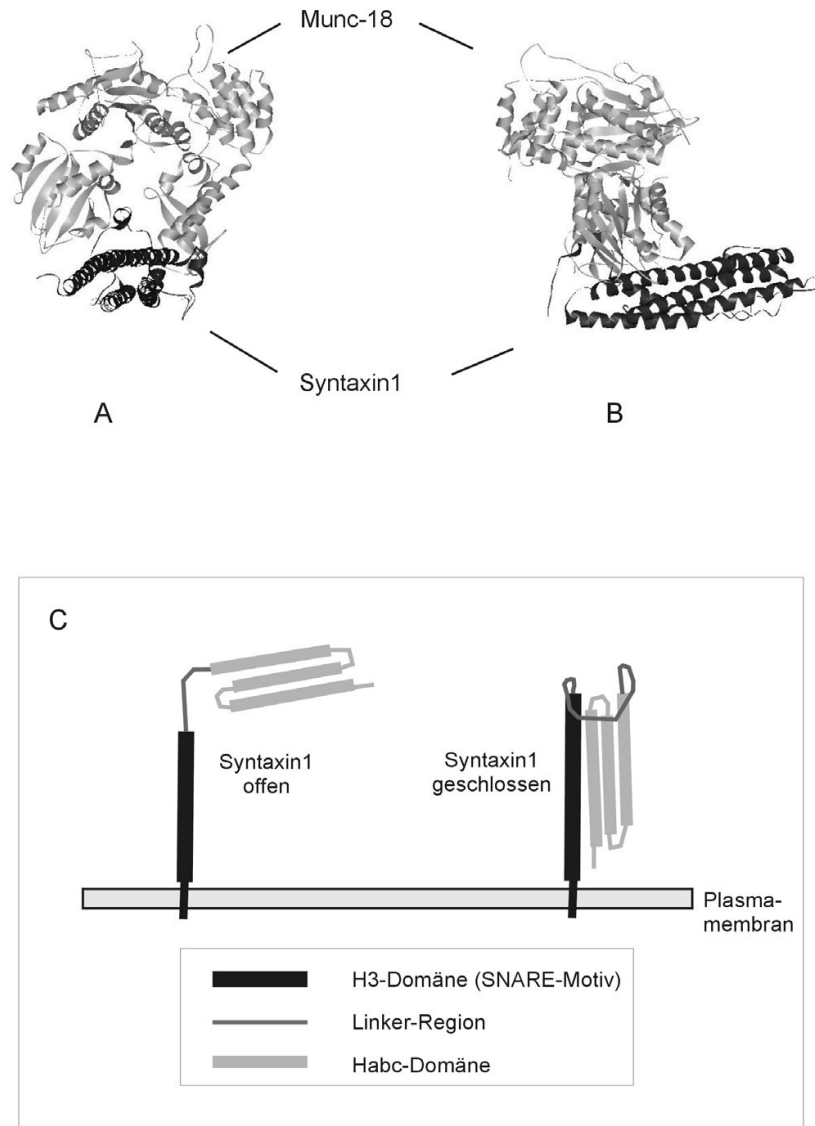 Munc-18
Syntaxin1
A
B
C
Syntaxin1
offen
Syntaxin1
geschlossen
Plasma-
membran
H3-Domäne (SNARE-Motiv)
Linker-Region
Habc-Domäne